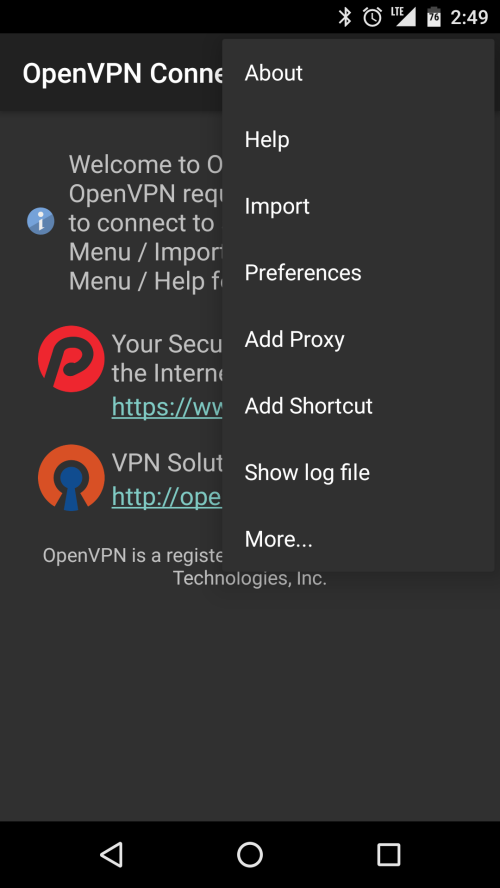 LTE 76 2:49
OpenVPN Conne
About
Help
Import
Preferences
Add Proxy
Add Shortcut
Show log file
More...
Welcome to O
OpenVPN requ
to connect to
Menu / Import
Menu / Help f
Your Secu
the Interne
https://ww
VPN Solut
http://ope
OpenVPN is a registe
Technologies, Inc.